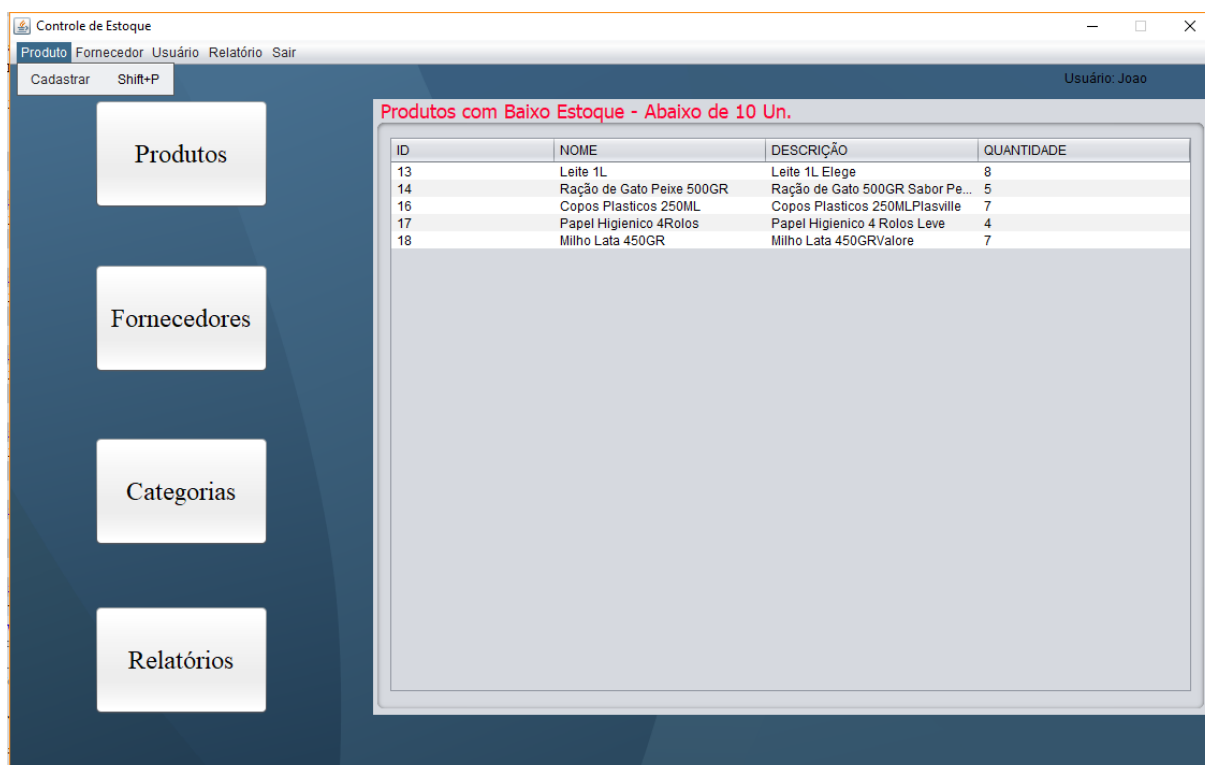 Controle de Estoque
Produto Fornecedor Usuário Relatório Sair
Cadastrar Shift+P
Usuário: Joao
Produtos
Fornecedores
Categorias
Relatórios
Produtos com Baixo Estoque - Abaixo de 10 Un.
ID NOME DESCRIÇÃO QUANTIDADE
13 Leite 1L Leite 1L Elege 8
14 Ração de Gato Peixe 500GR Ração de Gato 500GR Sabor Pe... 5
16 Copos Plasticos 250ML Copos Plasticos 250MLPlasville 7
17 Papel Higienico 4Rolos Papel Higienico 4 Rolos Leve 4
18 Milho Lata 450GR Milho Lata 450GRValore 7